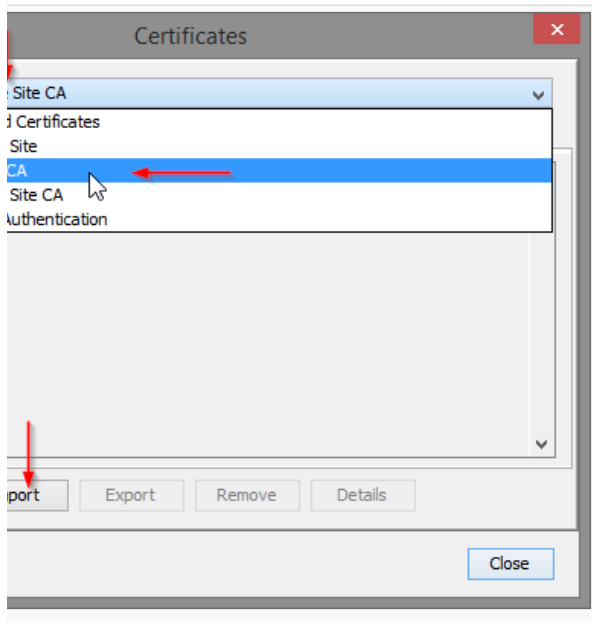 Certificates
Site CA
Certificates
Site
CA
Site CA
Authentication
port
Export
Remove
Details
Close